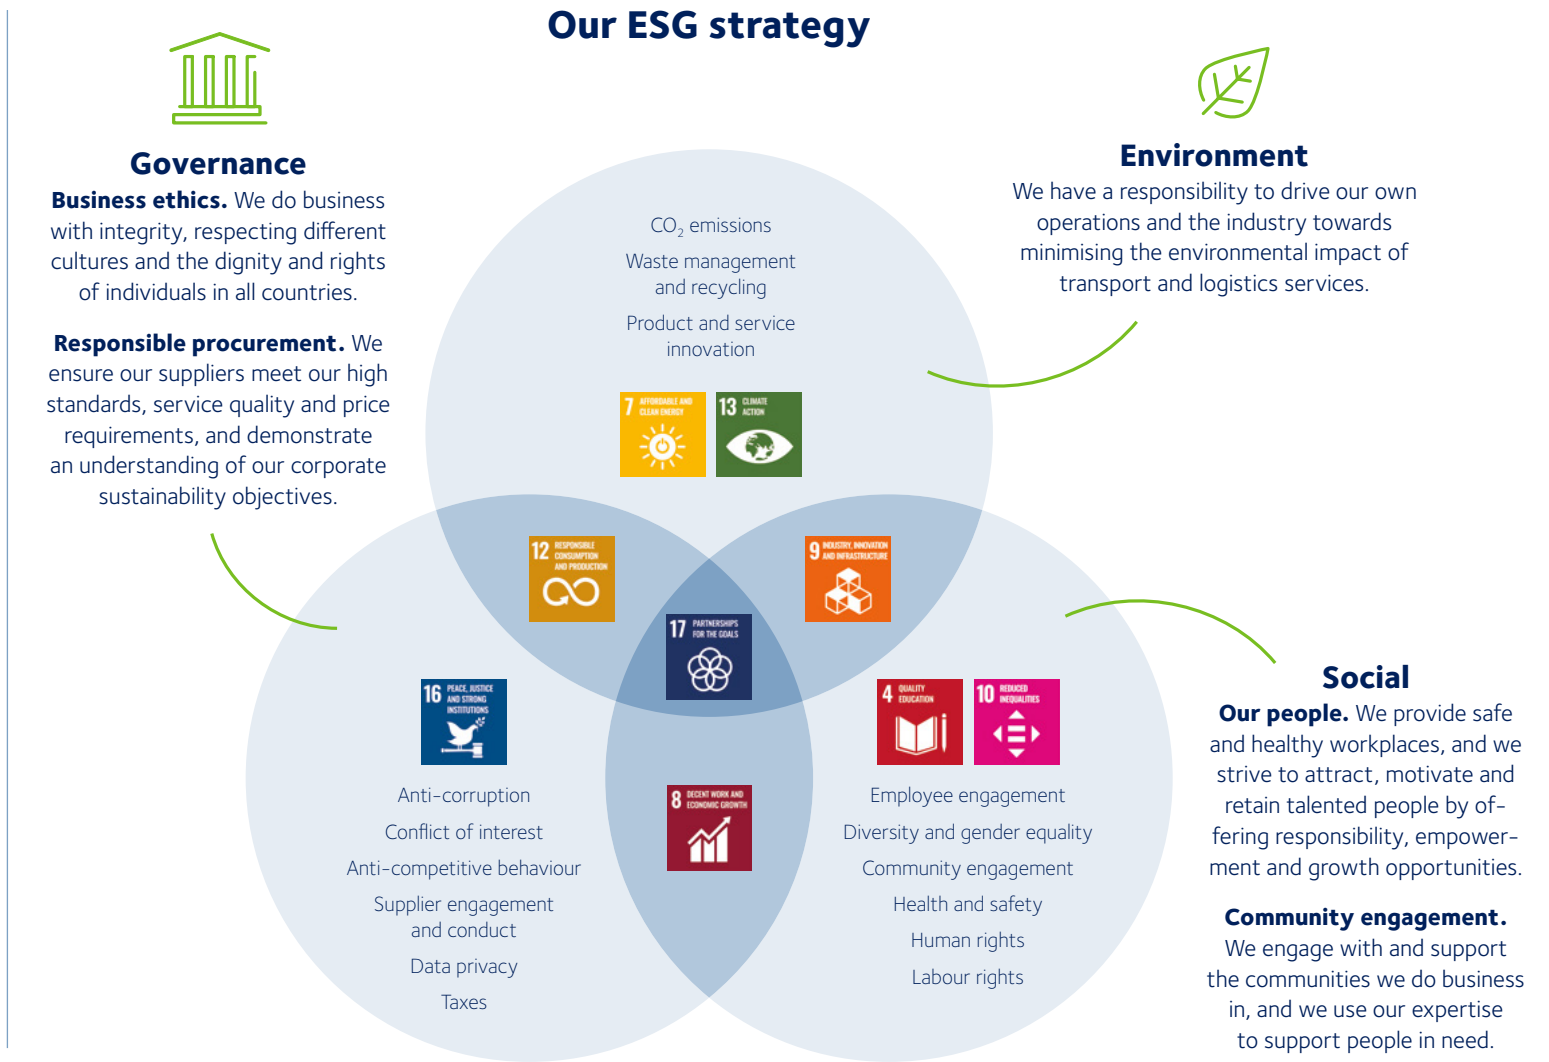 Our ESG strategy
Governance
Business ethics. We do business
with integrity, respecting different
cultures and the dignity and rights
of individuals in all countries.
Responsible procurement. We
ensure our suppliers meet our high
standards, service quality and price
requirements, and demonstrate
an understanding of our corporate
sustainability objectives.
Environment
We have a responsibility to drive our own
operations and the industry towards
minimising the environmental impact of
transport and logistics services.
CO₂ emissions
Waste management
and recycling
Product and service
innovation
7 AFFORDABLE AND
CLEAN ENERGY
13 CLIMATE
ACTION
12 RESPONSIBLE
CONSUMPTION
AND PRODUCTION
9 INDUSTRY, INNOVATION
AND INFRASTRUCTURE
17 PARTNERSHIPS
FOR THE GOALS
16 PEACE, JUSTICE
AND STRONG
INSTITUTIONS
Anti-corruption
Conflict of interest
Anti-competitive behaviour
Supplier engagement
and conduct
Data privacy
Taxes
8 DECENT WORK AND
ECONOMIC GROWTH
4 QUALITY
EDUCATION
10 REDUCED
INEQUALITIES
Employee engagement
Diversity and gender equality
Community engagement
Health and safety
Human rights
Labour rights
Social
Our people. We provide safe
and healthy workplaces, and we
strive to attract, motivate and
retain talented people by of-
fering responsibility, empower-
ment and growth opportunities.
Community engagement.
We engage with and support
the communities we do business
in, and we use our expertise
to support people in need.